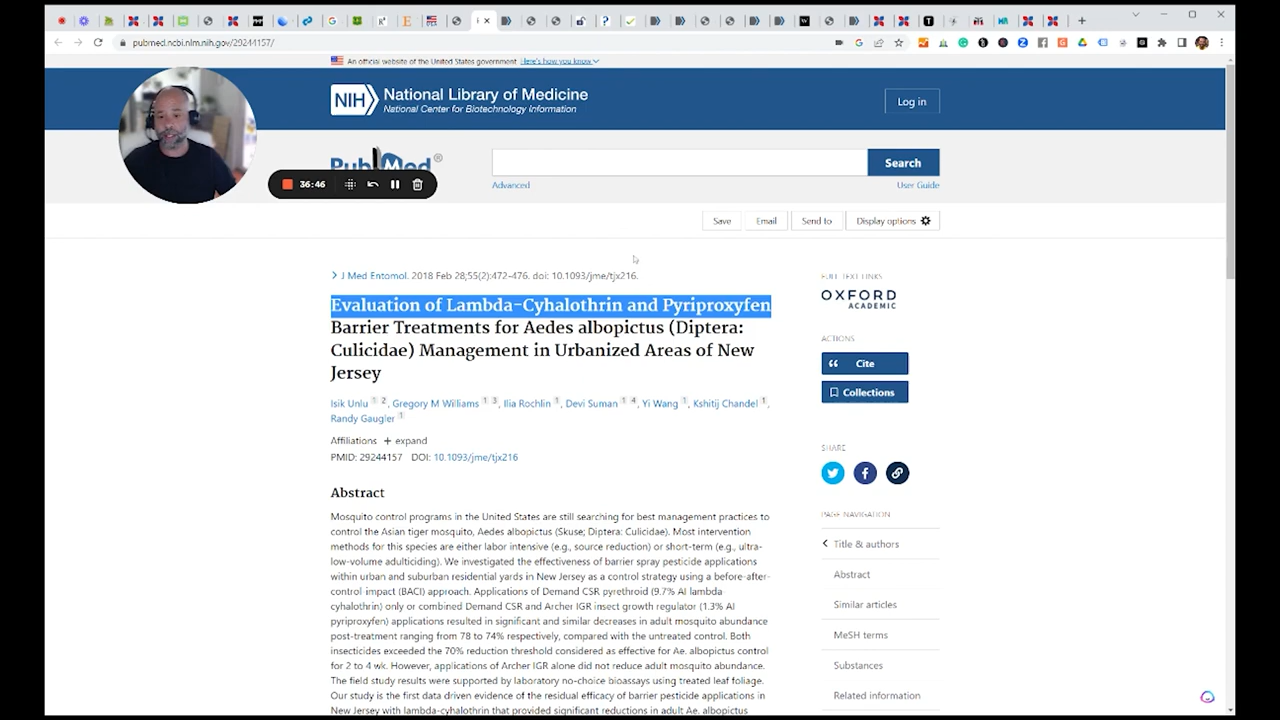 pubmed.ncbi.nlm.nih.gov/29244157/
An official website of the United States government Here's how you know
NIH National Library of Medicine
National Center for Biotechnology Information
Log in
PubMed®
Search
Advanced
User Guide
36:46
Save
Email
Send to
Display options
J Med Entomol. 2018 Feb 28;55(2):472-476. doi: 10.1093/jme/tjx216.
Evaluation of Lambda-Cyhalothrin and Pyriproxyfen
Barrier Treatments for Aedes albopictus (Diptera:
Culicidae) Management in Urbanized Areas of New
Jersey
Isik Unlu 1 2, Gregory M Williams 1 3, Ilia Rochlin 1, Devi Suman 1 4, Yi Wang 1, Kshitij Chandel 1,
Randy Gaugler 1
Affiliations + expand
PMID: 29244157 DOI: 10.1093/jme/tjx216
Abstract
Mosquito control programs in the United States are still searching for best management practices to
control the Asian tiger mosquito, Aedes albopictus (Skuse; Diptera: Culicidae). Most intervention
methods for this species are either labor intensive (e.g., source reduction) or short-term (e.g., ultra-
low-volume adulticiding). We investigated the effectiveness of barrier spray pesticide applications
within urban and suburban residential yards in New Jersey as a control strategy using a before-after-
control impact (BACI) approach. Applications of Demand CSR pyrethroid (9.7% AI lambda
cyhalothrin) only or combined Demand CSR and Archer IGR insect growth regulator (1.3% AI
pyriproxyfen) applications resulted in significant and similar decreases in adult mosquito abundance
post-treatment ranging from 78 to 74% respectively, compared with the untreated control. Both
insecticides exceeded the 70% reduction threshold considered as effective for Ae. albopictus control
for 2 to 4 wk. However, applications of Archer IGR alone did not reduce adult mosquito abundance.
The field study results were supported by laboratory no-choice bioassays using treated leaf foliage.
Our study is the first data driven evidence of the residual efficacy of barrier pesticide applications in
New Jersey with lambda-cyhalothrin that provided significant reductions in adult Ae. albopictus
FULL TEXT LINKS
OXFORD
ACADEMIC
ACTIONS
Cite
Collections
SHARE
PAGE NAVIGATION
Title & authors
Abstract
Similar articles
MeSH terms
Substances
Related information